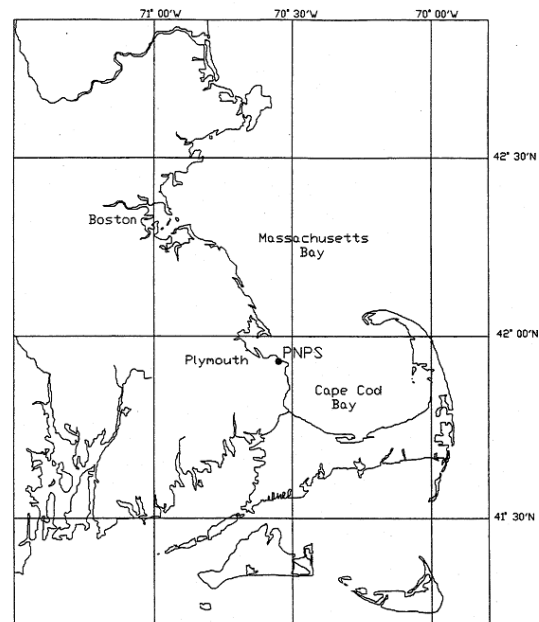 71° 00'W 70° 30'W 70° 00'W
42° 30'N
Boston
Massachusetts
Bay
42° 00'N
Plymouth PNPS
Cape Cod
Bay
41° 30'N